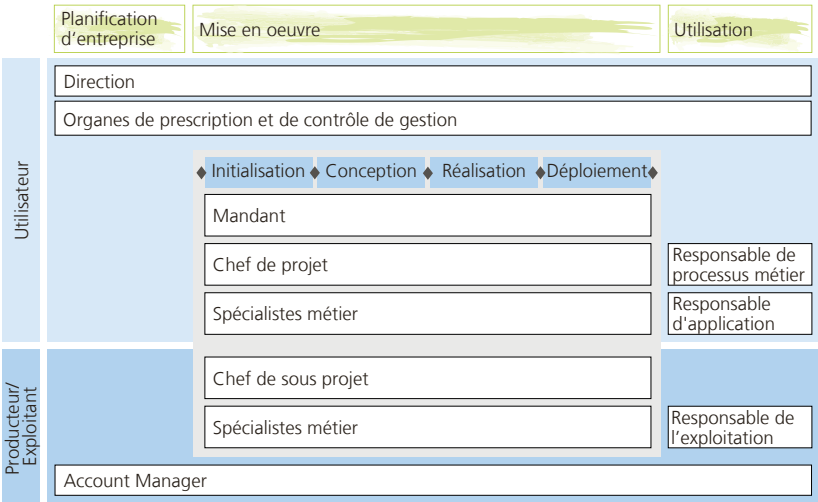 Planification
d'entreprise
Mise en oeuvre
Utilisation
Utilisateur
Direction
Organes de prescription et de contrôle de gestion
Initialisation
Conception
Réalisation
Déploiement
Mandant
Chef de projet
Responsable de
processus métier
Spécialistes métier
Responsable
d'application
Producteur/
Exploitant
Chef de sous projet
Spécialistes métier
Responsable de
l'exploitation
Account Manager